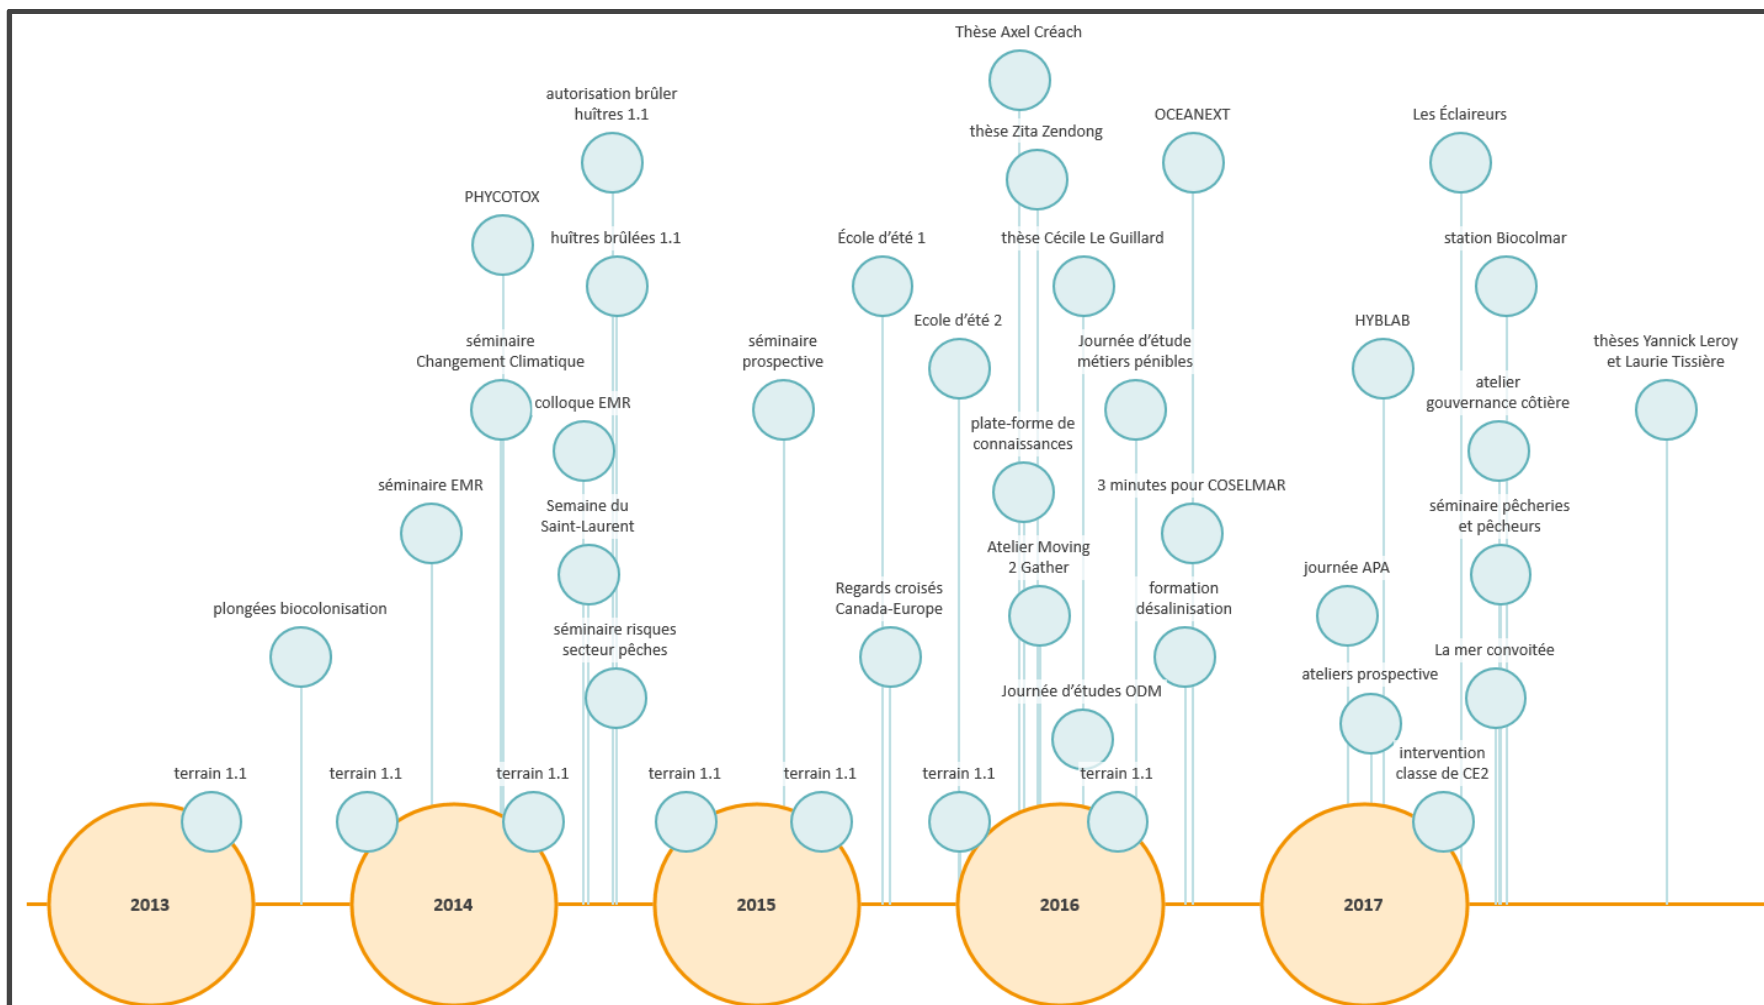 Thèse Axel Créach
autorisation brûler
huîtres 1.1
OCEANEXT
Les Éclaireurs
thèse Zita Zendong
PHYCOTOX
huîtres brûlées 1.1
École d'été 1
thèse Cécile Le Guillard
station Biocolmar
Ecole d'été 2
HYBLAB
séminaire
Changement Climatique
séminaire
prospective
Journée d'étude
métiers pénibles
thèses Yannick Leroy
et Laurie Tissière
atelier
gouvernance côtière
colloque EMR
plate-forme de
connaissances
séminaire EMR
3 minutes pour COSELMAR
Semaine du
Saint-Laurent
séminaire pêcheries
et pêcheurs
Atelier Moving
2 Gather
journée APA
Regards croisés
Canada-Europe
formation
désalinisation
plongées biocolonisation
séminaire risques
secteur pêches
La mer convoitée
ateliers prospective
Journée d'études ODM
intervention
classe de CE2
terrain 1.1
terrain 1.1
terrain 1.1
terrain 1.1
terrain 1.1
terrain 1.1
terrain 1.1
2013
2014
2015
2016
2017